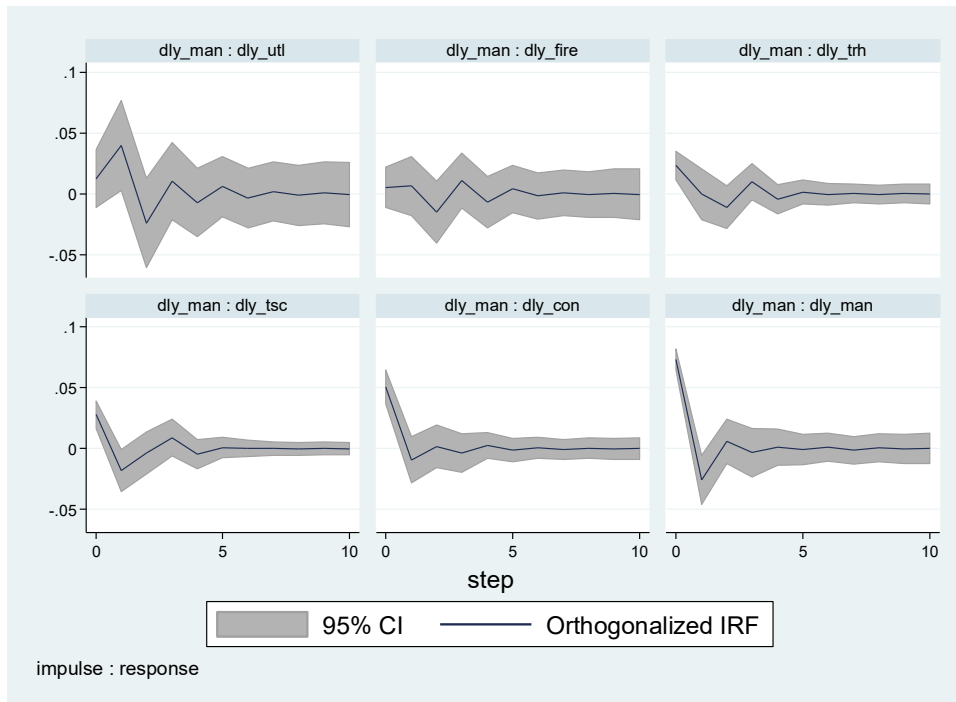 dly_man : dly_utl
dly_man : dly_fire
dly_man : dly_trh
.1
.05
0
-.05
dly_man : dly_tsc
dly_man : dly_con
dly_man : dly_man
.1
.05
0
-.05
0 5 10
0 5 10
0 5 10
step
95% CI Orthogonalized IRF
impulse : response